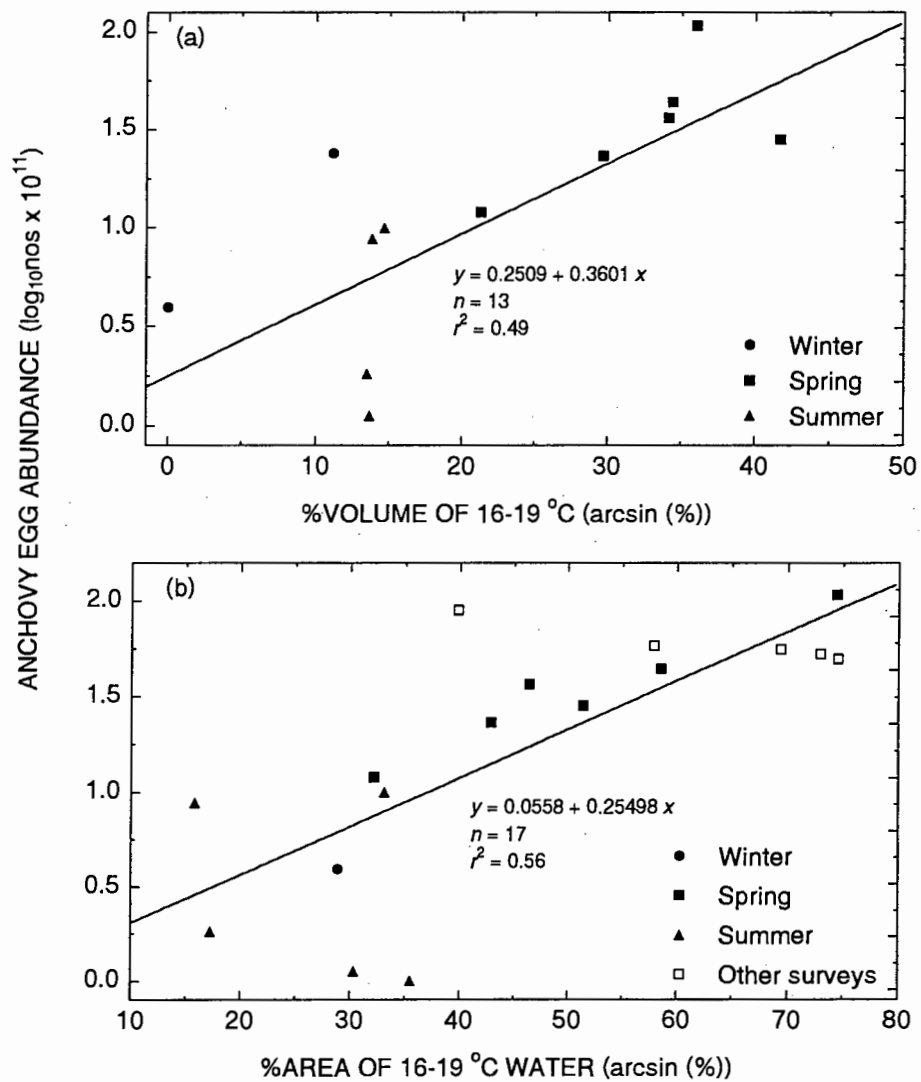 ANCHOVY EGG ABUNDANCE (log₁₀nos x 10¹¹)
(a)
2.0
1.5
1.0
0.5
0.0
y = 0.2509 + 0.3601 x
n = 13
r² = 0.49
Winter
Spring
Summer
0 10 20 30 40 50
%VOLUME OF 16-19 °C (arcsin (%))
(b)
2.0
1.5
1.0
0.5
0.0
y = 0.0558 + 0.25498 x
n = 17
r² = 0.56
Winter
Spring
Summer
Other surveys
10 20 30 40 50 60 70 80
%AREA OF 16-19 °C WATER (arcsin (%))